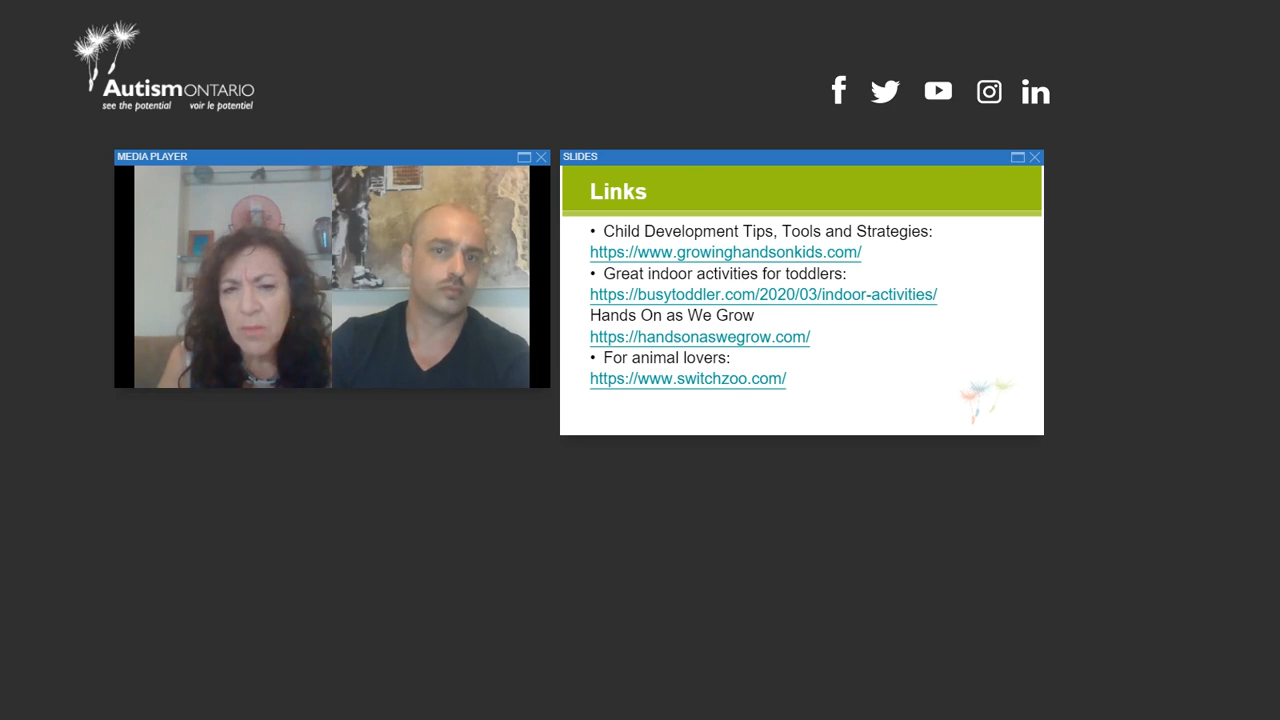 Autism ONTARIO
see the potential voir le potentiel
MEDIA PLAYER
SLIDES
Links
• Child Development Tips, Tools and Strategies:
https://www.growinghandsonkids.com/
• Great indoor activities for toddlers:
https://busytoddler.com/2020/03/indoor-activities/
Hands On as We Grow
https://handsonaswegrow.com/
• For animal lovers:
https://www.switchzoo.com/